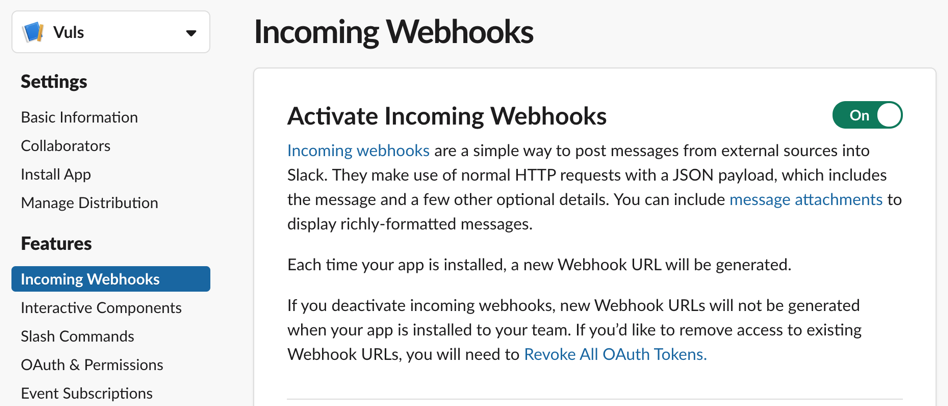 Vuls
Settings
Basic Information
Collaborators
Install App
Manage Distribution
Features
Incoming Webhooks
Interactive Components
Slash Commands
OAuth & Permissions
Event Subscriptions
Incoming Webhooks
Activate Incoming Webhooks
On
Incoming webhooks are a simple way to post messages from external sources into
Slack. They make use of normal HTTP requests with a JSON payload, which includes
the message and a few other optional details. You can include message attachments to
display richly-formatted messages.
Each time your app is installed, a new Webhook URL will be generated.
If you deactivate incoming webhooks, new Webhook URLs will not be generated
when your app is installed to your team. If you’d like to remove access to existing
Webhook URLs, you will need to Revoke All OAuth Tokens.